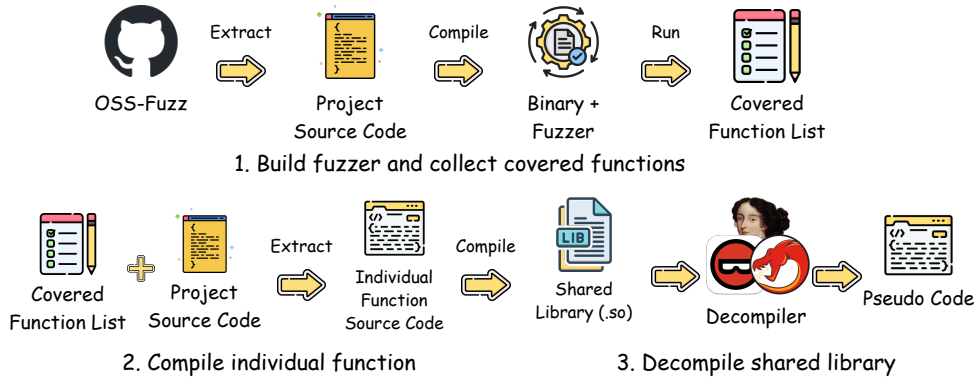 Extract
Compile
Run
OSS-Fuzz
Project
Source Code
Binary +
Fuzzer
Covered
Function List
1. Build fuzzer and collect covered functions
Covered
Function List
Project
Source Code
Extract
</>
Individual
Function
Source Code
Compile
LIB
Shared
Library (.so)
Decompiler
</>
Pseudo Code
2. Compile individual function
3. Decompile shared library